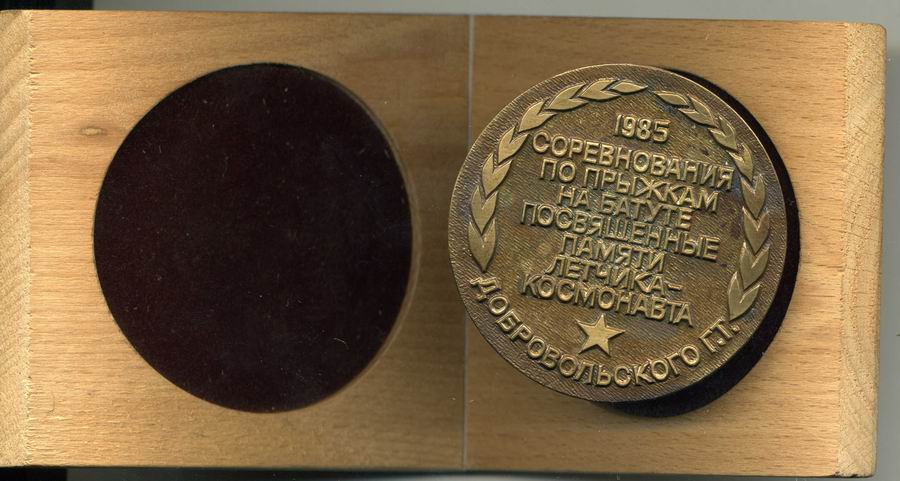 1985
СОРЕВНОВАНИЯ
ПО ПРЫЖКАМ
НА БАТУТЕ
ПОСВЯЩЕННЫЕ
ПАМЯТИ
ЛЕТЧИКА-
КОСМОНАВТА
ДОБРОВОЛЬСКОГО Г.Т.